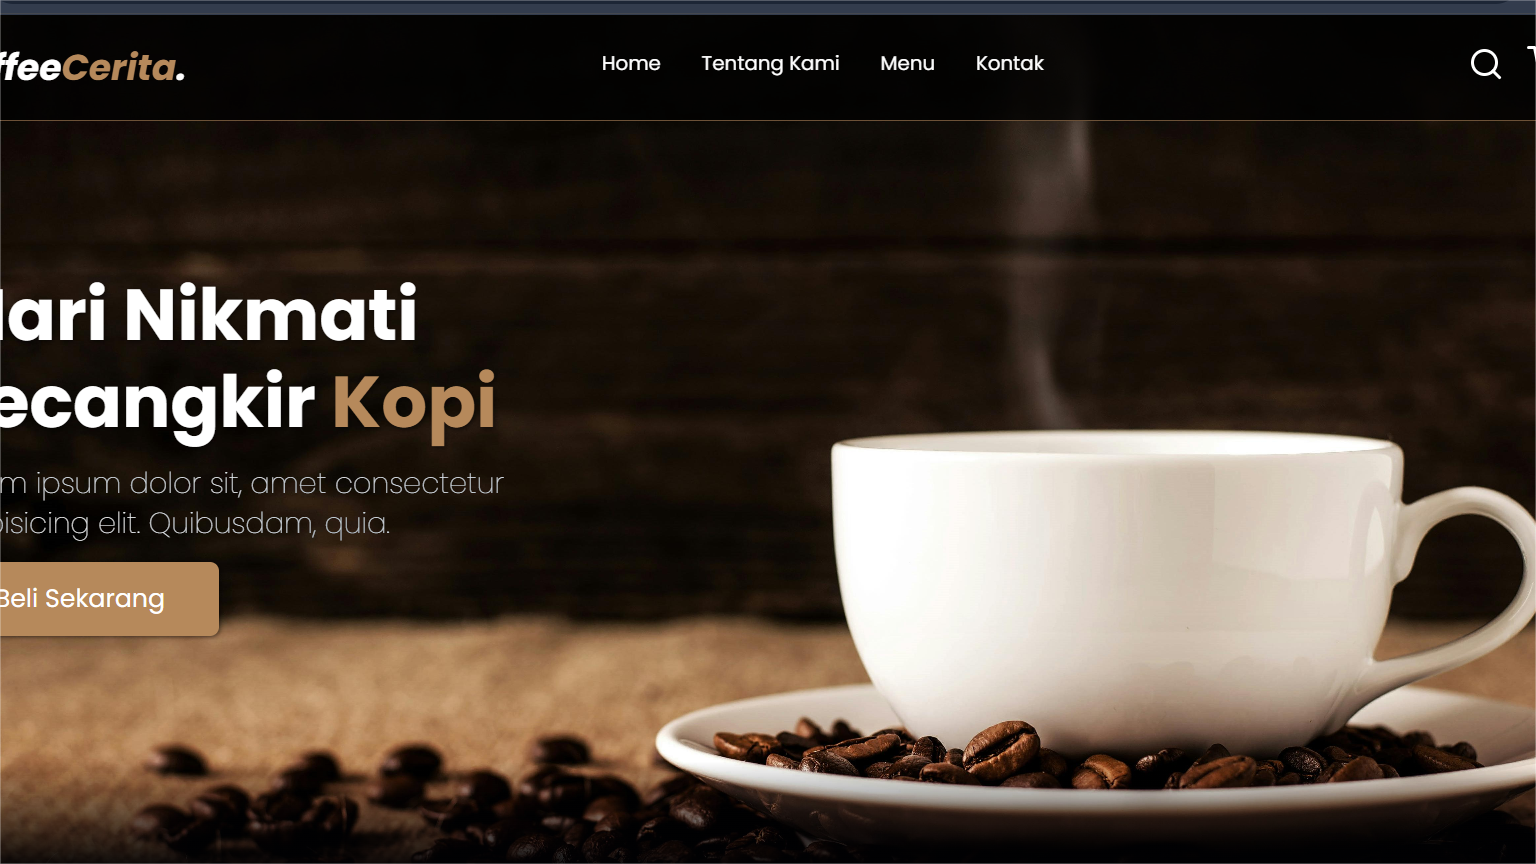 ffeeCerita.
Home Tentang Kami Menu Kontak
ari Nikmati
ecangkir Kopi
m ipsum dolor sit, amet consectetur
isicing elit. Quibusdam, quia.
Beli Sekarang